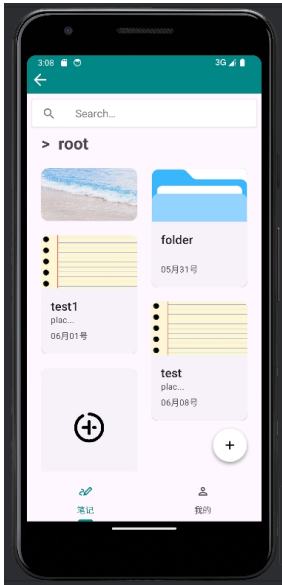 3:08
3G
Search...
> root
folder
05月31号
test1
plac...
06月01号
test
plac...
06月08号
笔记
我的